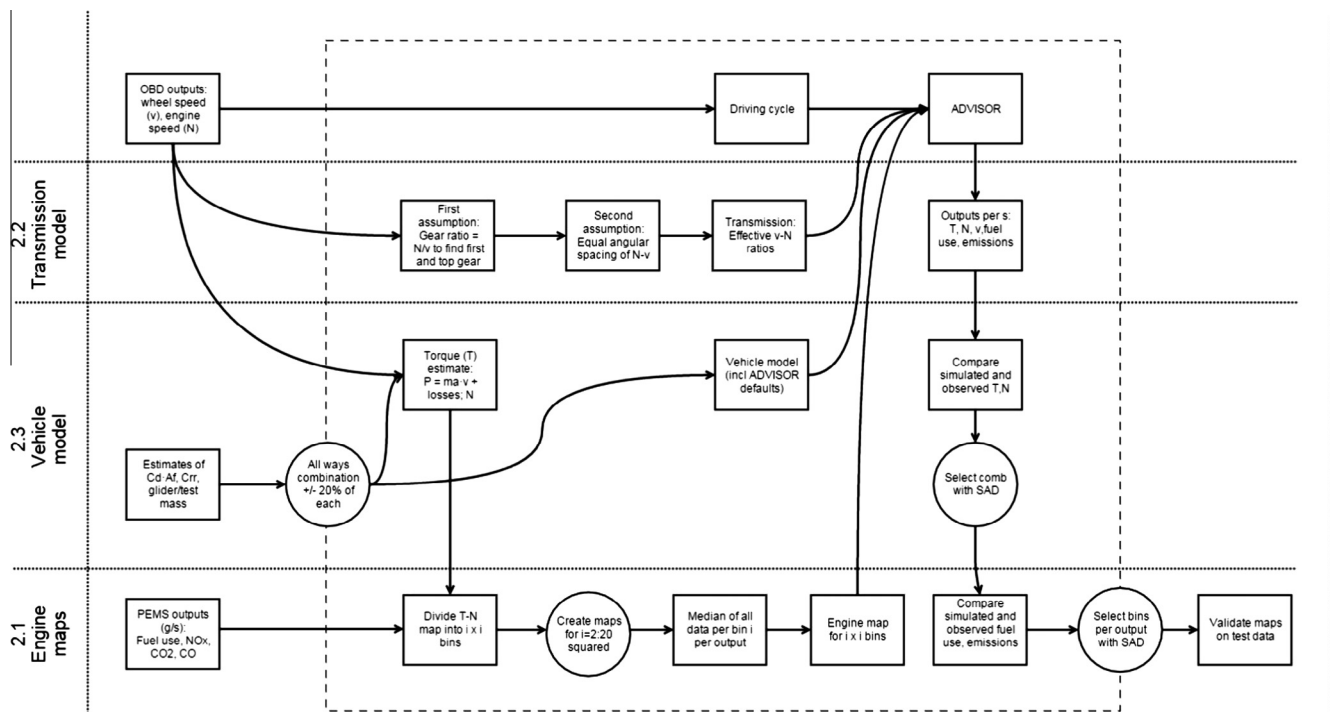 OBD outputs:
wheel speed
(v), engine
speed (N)
Driving cycle
ADVISOR
2.2
Transmission
model
First
assumption:
Gear ratio =
N/v to find first
and top gear
Second
assumption:
Equal angular
spacing of N-v
Transmission:
Effective v-N
ratios
Outputs per s:
T, N, v,fuel
use, emissions
2.3
Vehicle
model
Torque (T)
estimate:
P = ma·v +
losses; N
Vehicle model
(incl ADVISOR
defaults)
Compare
simulated and
observed T,N
Estimates of
Cd·Af, Crr,
glider/test
mass
All ways
combination
+/- 20% of
each
Select comb
with SAD
2.1
Engine
maps
PEMS outputs
(g/s):
Fuel use, NOx,
CO2, CO
Divide T-N
map into i x i
bins
Create maps
for i=2:20
squared
Median of all
data per bin i
per output
Engine map
for i x i bins
Compare
simulated and
observed fuel
use, emissions
Select bins
per output
with SAD
Validate maps
on test data